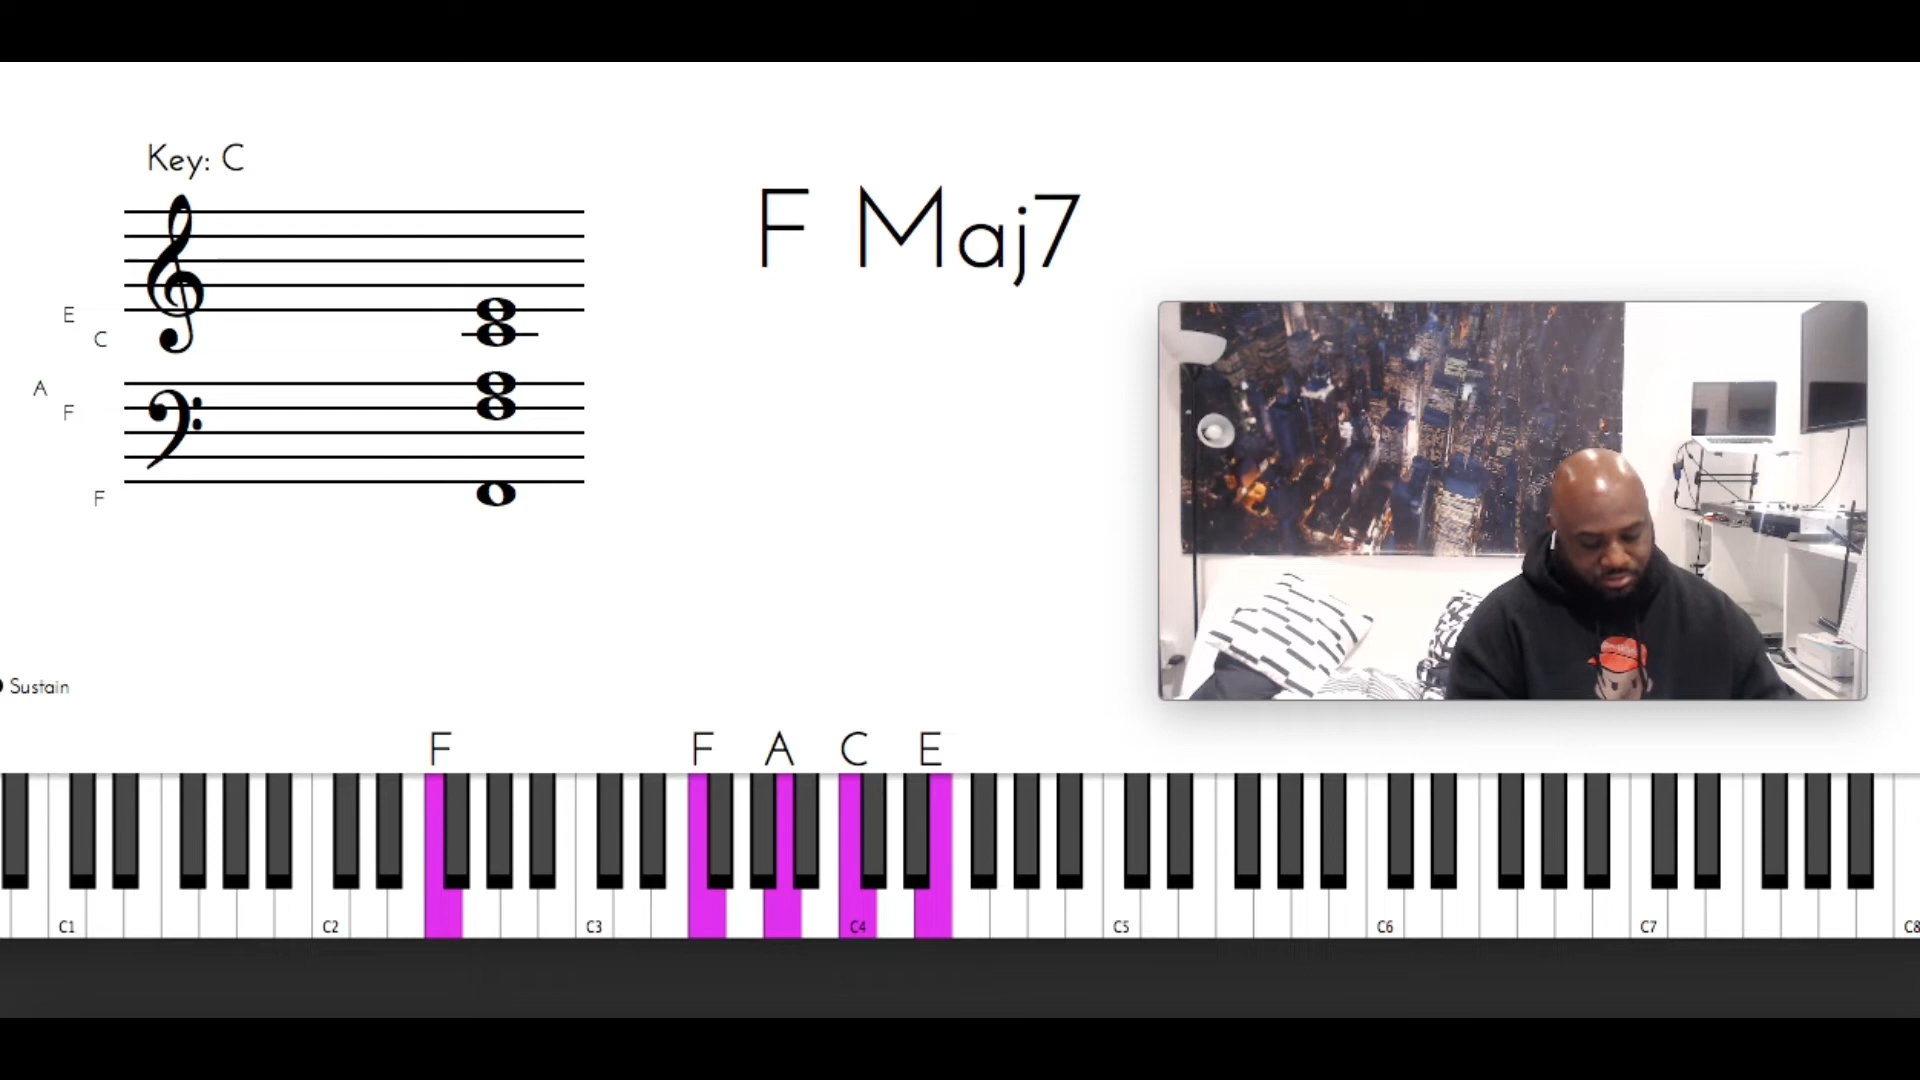 Key: C
F Maj7
E
C
A
F
F
Sustain
F F A C E
C1 C2 C3 C4 C5 C6 C7 C8